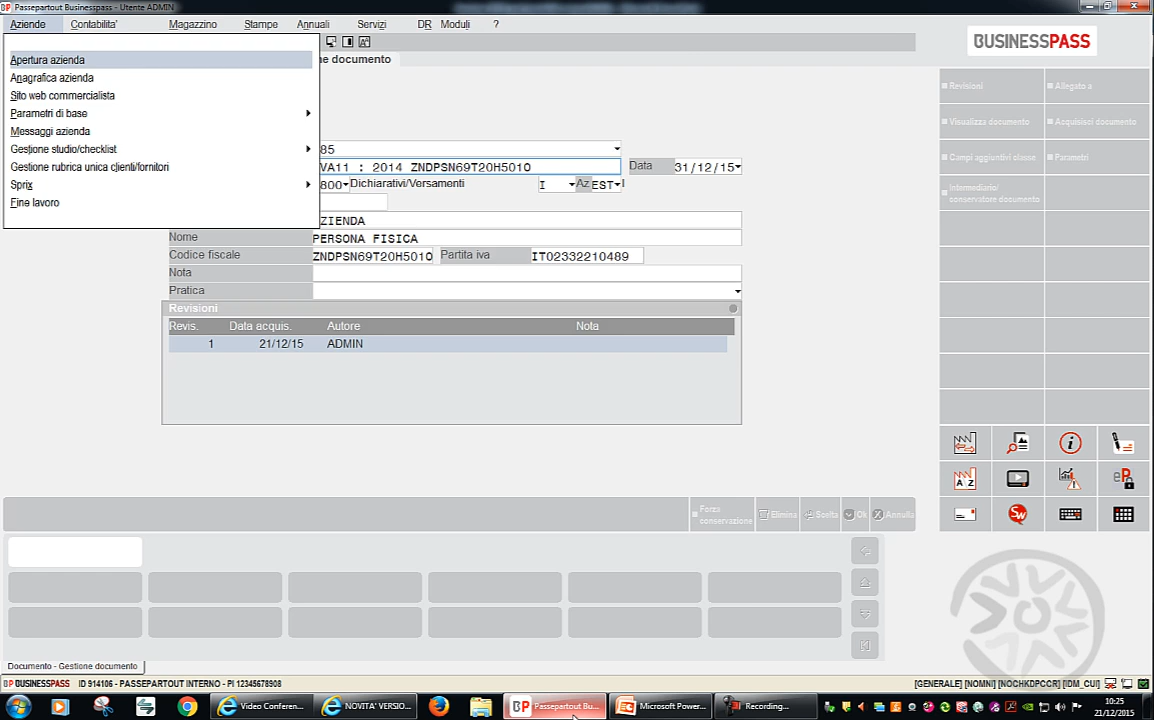 Passepartout Businesspass - Utente ADMIN
Aziende Contabilita' Magazzino Stampe Annuali Servizi DR Moduli ?
BUSINESSPASS
Apertura azienda
ne documento
Anagrafica azienda
Revisioni Allegato a
Sito web commercialista
Parametri di base
Visualizza documento Acquisisci documento
Messaggi azienda
Gestione studio/checklist
85
Campi aggiuntivi classe Parametri
Gestione rubrica unica clienti/fornitori
VA11 : 2014 ZNDPSN69T20H501O Data 31/12/15
Sprix
800 Dichiarativi/Versamenti I Az EST
Intermediario/
conservatore documento
Fine lavoro
ZIENDA
Nome PERSONA FISICA
Codice fiscale ZNDPSN69T20H501O Partita iva IT02332210489
Nota
Pratica
Revisioni
Revis. Data acquis. Autore Nota
1 21/12/15 ADMIN
Forza
conservazione
Elimina Scelta Ok Annulla
Documento - Gestione documento
BP BUSINESSPASS ID 914106 - PASSEPARTOUT INTERNO - PI 12345678908 [GENERALE] [NOMNI] [NOCHKDPCCR] [IDM_CUI]
Video Conferen... NOVITA' VERSIO... Passepartout Bu... Microsoft Power... Recording...
10:25
21/12/2015